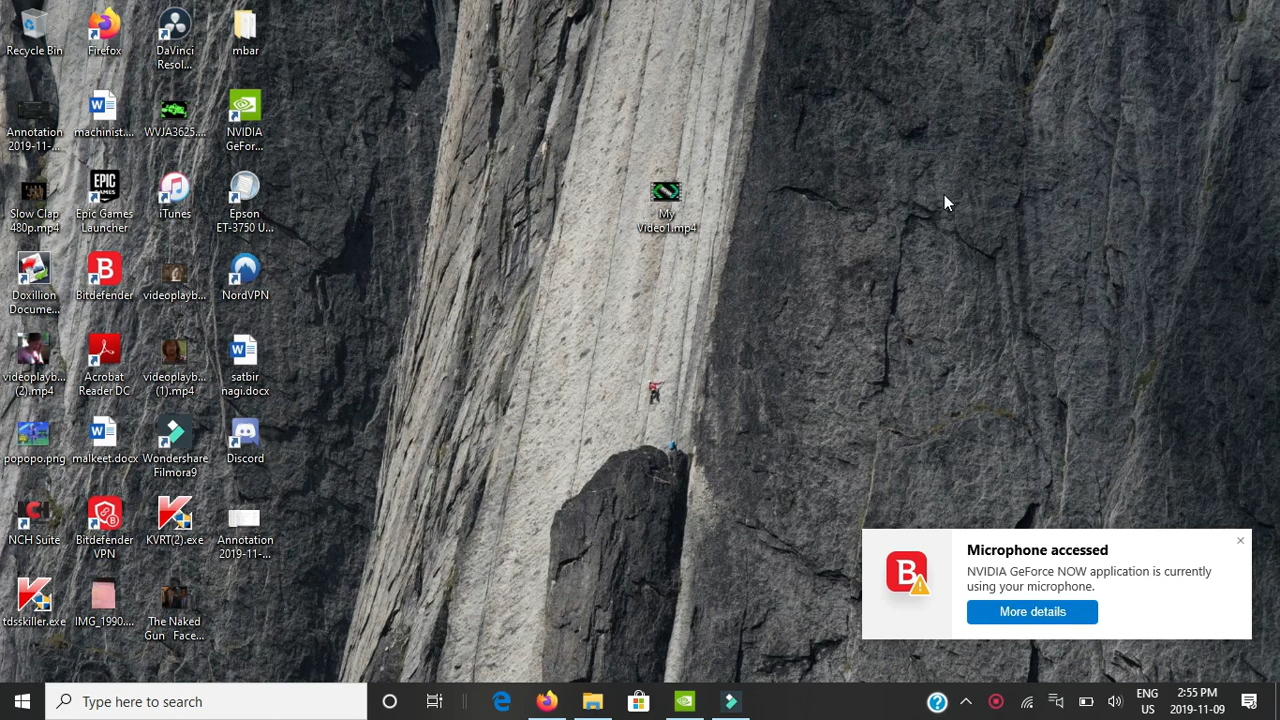 Recycle Bin
Firefox
DaVinci
Resol...
mbar
Annotation
2019-11-...
machinist....
WVJA3625....
NVIDIA
GeFor...
Slow Clap
480p.mp4
EPIC
GAMES
Epic Games
Launcher
iTunes
Epson
ET-3750 U...
My
Video1.mp4
Doxillion
Docume...
B
Bitdefender
videoplayb...
NordVPN
videoplayb...
(2).mp4
Acrobat
Reader DC
videoplayb...
(1).mp4
satbir
nagi.docx
popopo.png
malkeet.docx
Wondershare
Filmora9
Discord
NCH Suite
Bitdefender
VPN
KVRT(2).exe
Annotation
2019-11-...
tdsskiller.exe
IMG_1990....
The Naked
Gun Face...
B
Microphone accessed
NVIDIA GeForce NOW application is currently
using your microphone.
More details
Type here to search
ENG
US
2:55 PM
2019-11-09